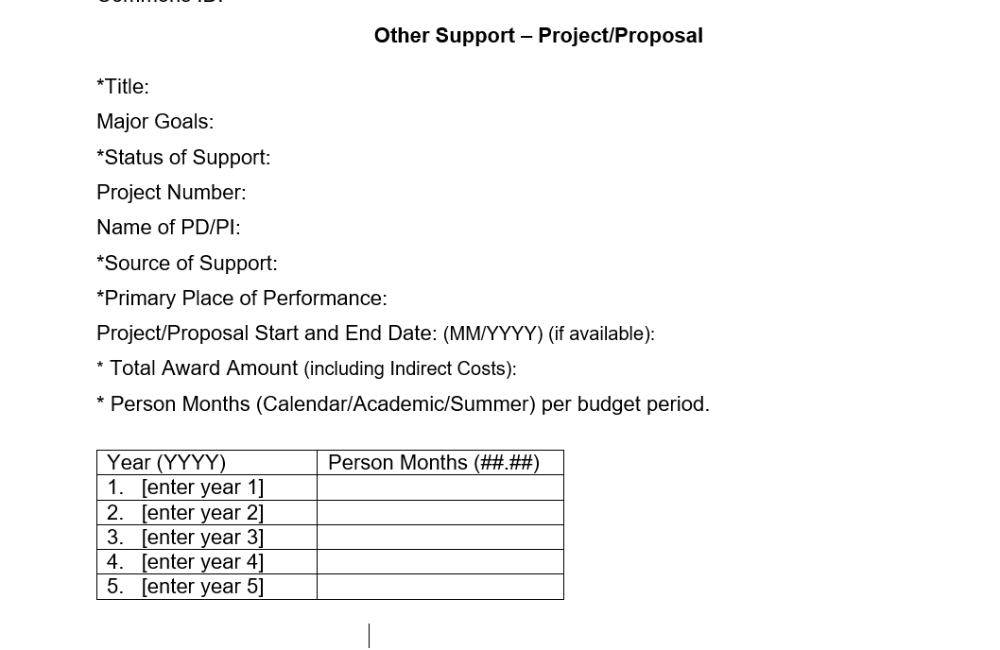 Commons ID:
Other Support – Project/Proposal
*Title:
Major Goals:
*Status of Support:
Project Number:
Name of PD/PI:
*Source of Support:
*Primary Place of Performance:
Project/Proposal Start and End Date: (MM/YYYY) (if available):
* Total Award Amount (including Indirect Costs):
* Person Months (Calendar/Academic/Summer) per budget period.
Year (YYYY) Person Months (##.##)
1. [enter year 1]
2. [enter year 2]
3. [enter year 3]
4. [enter year 4]
5. [enter year 5]